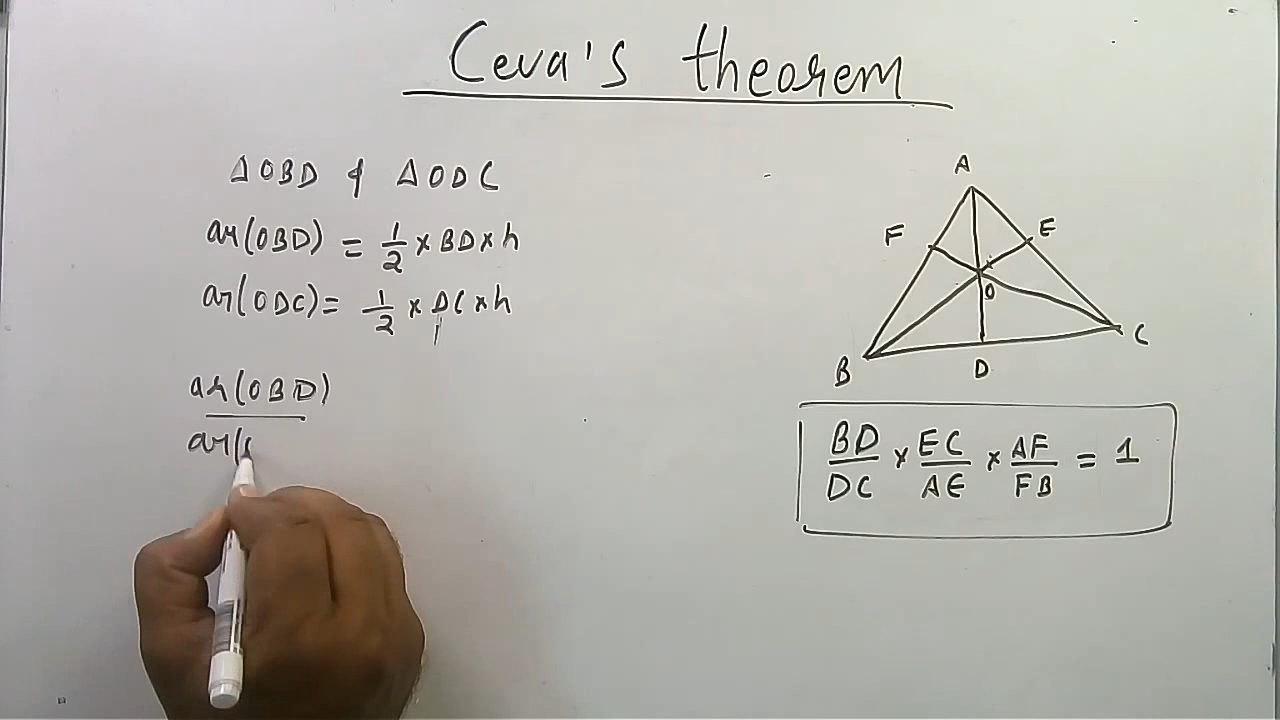 Ceva's theorem
ΔOBD & ΔODC
ar(OBD) = 1/2 × BD × h
ar(ODC) = 1/2 × DC × h
ar(OBD)
ar(
A
F
E
O
B
D
C
BD/DC × EC/AE × AF/FB = 1